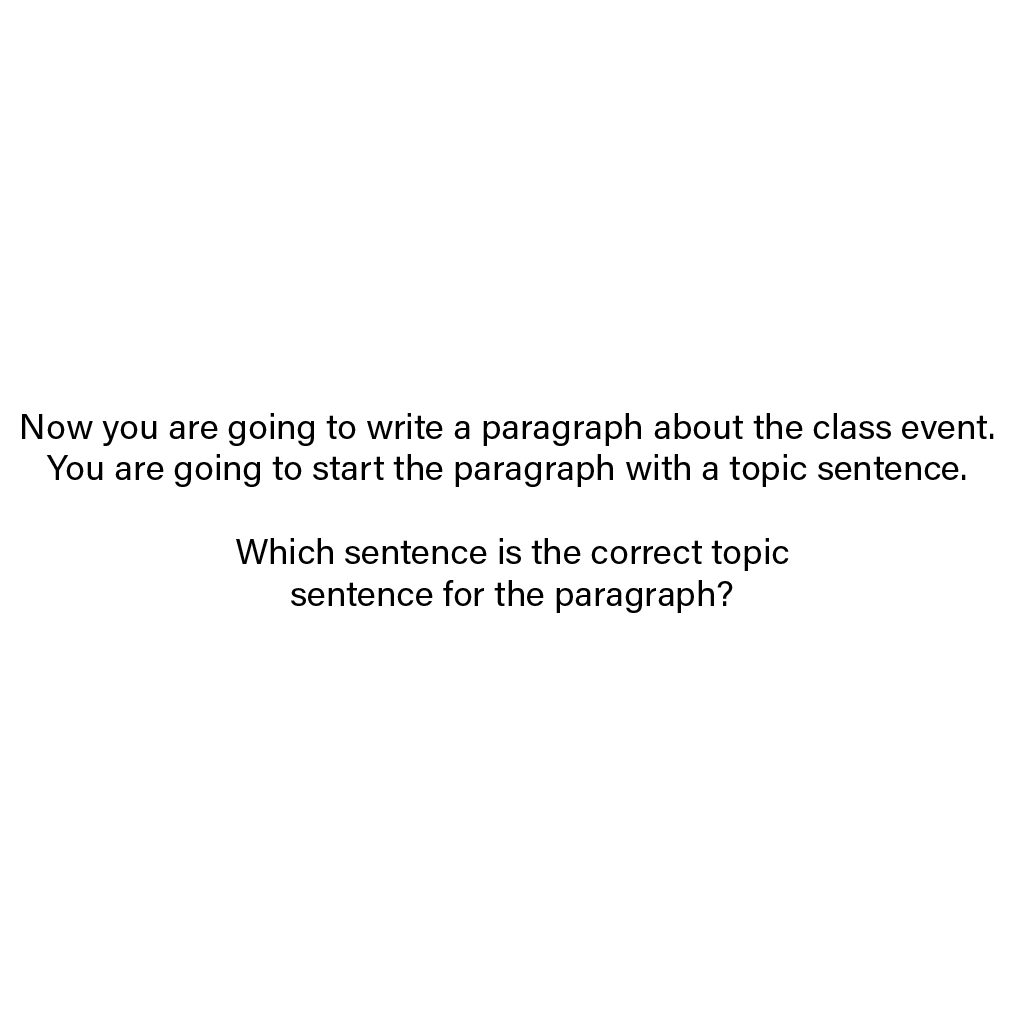 Now you are going to write a paragraph about the class event.
You are going to start the paragraph with a topic sentence.
Which sentence is the correct topic
sentence for the paragraph?